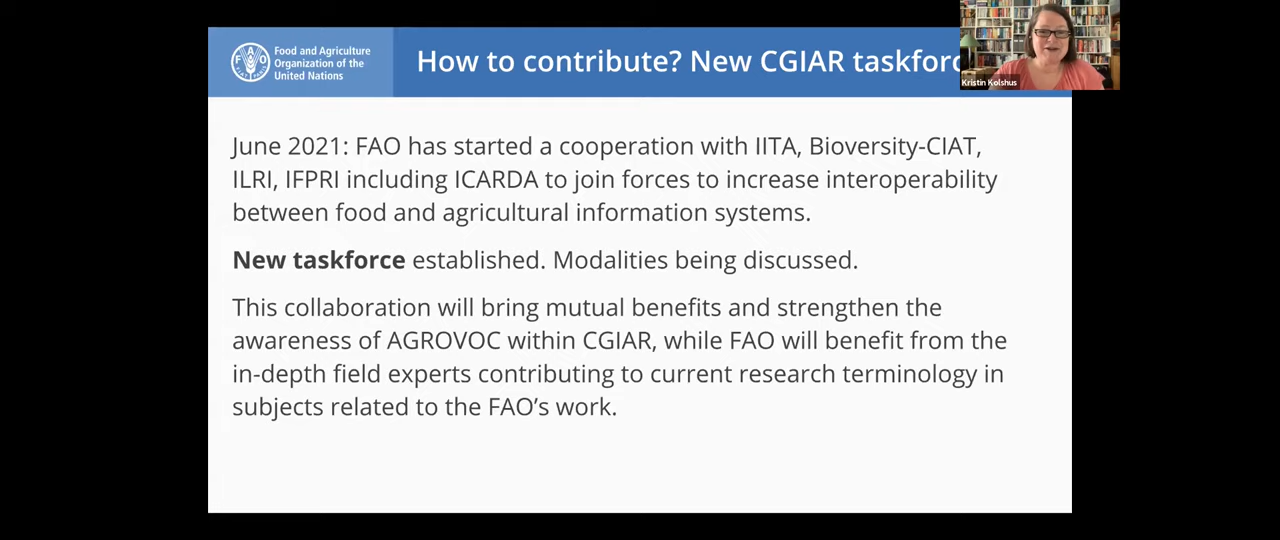 Food and Agriculture
Organization of the
United Nations
How to contribute? New CGIAR taskforc
Kristin Kolshus
June 2021: FAO has started a cooperation with IITA, Bioversity-CIAT,
ILRI, IFPRI including ICARDA to join forces to increase interoperability
between food and agricultural information systems.
New taskforce established. Modalities being discussed.
This collaboration will bring mutual benefits and strengthen the
awareness of AGROVOC within CGIAR, while FAO will benefit from the
in-depth field experts contributing to current research terminology in
subjects related to the FAO’s work.